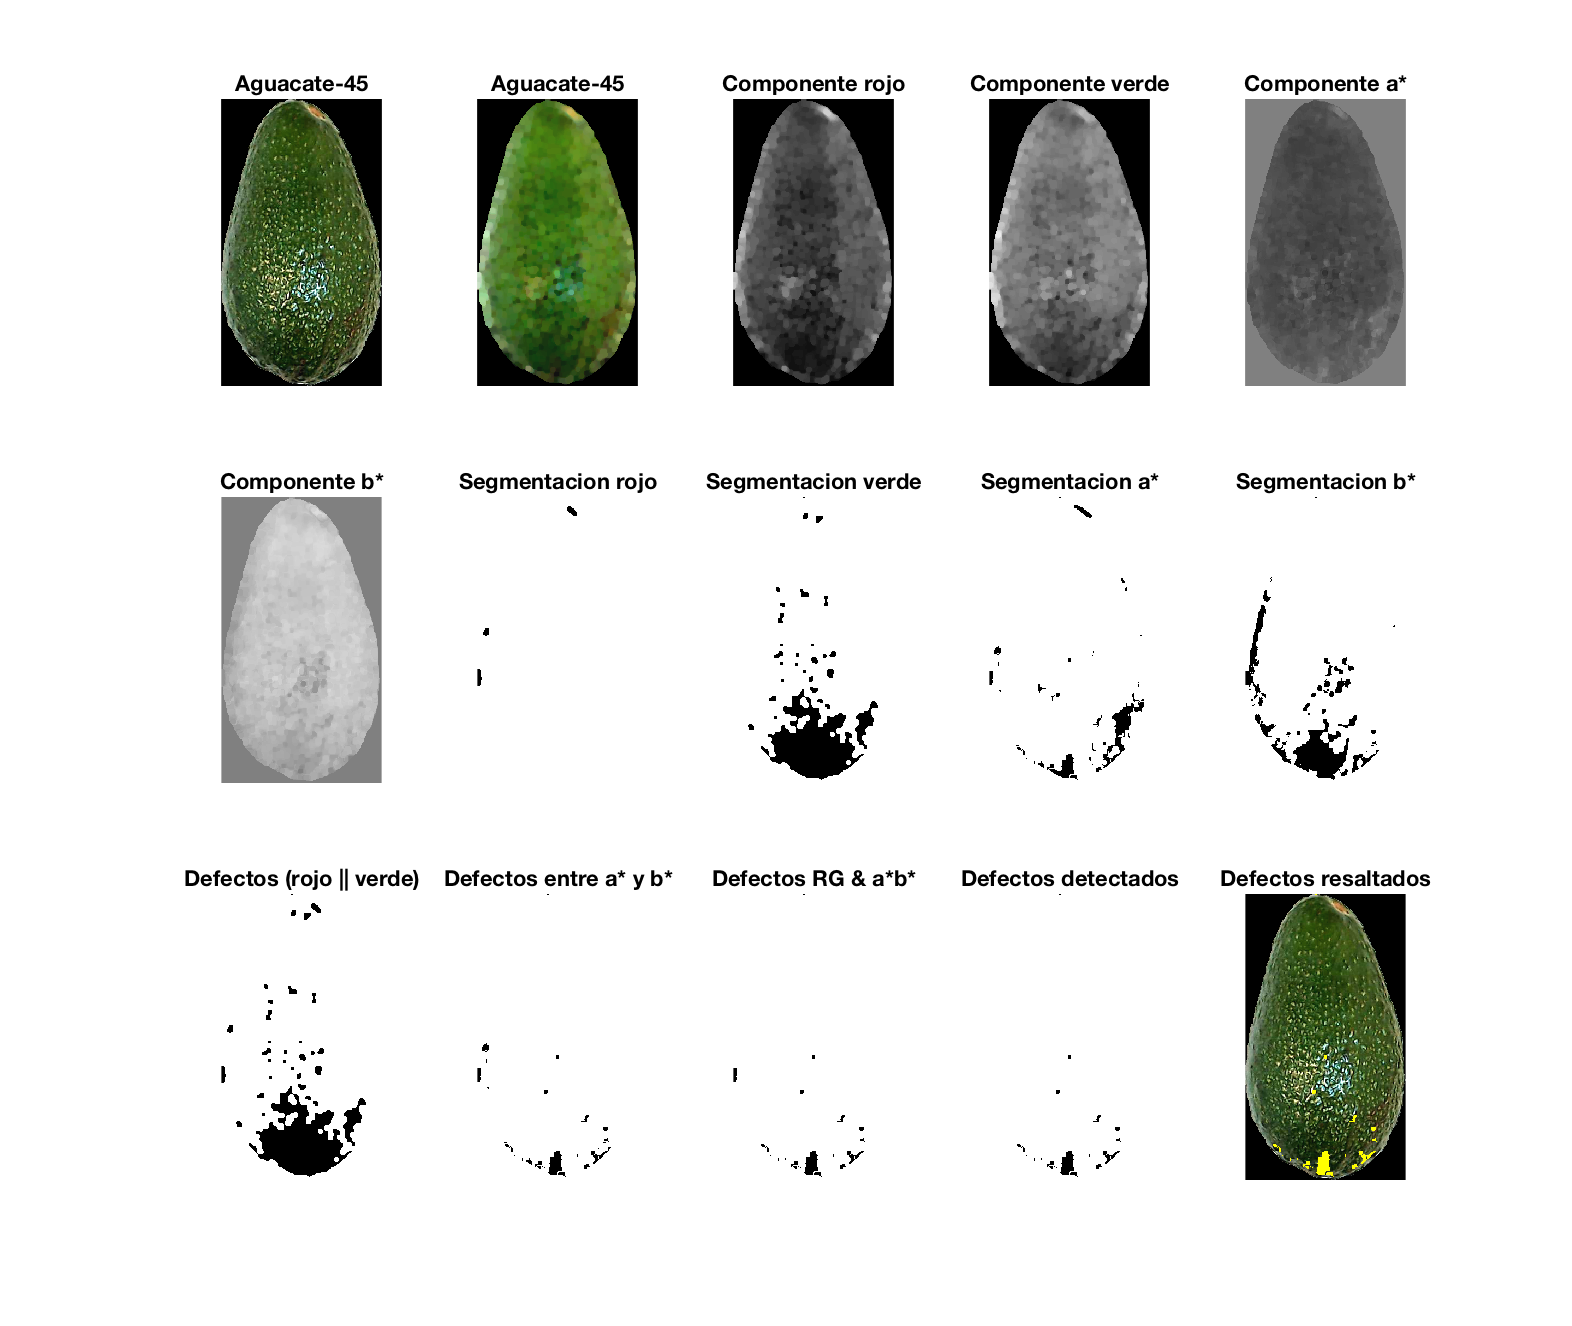 Aguacate-45
Aguacate-45
Componente rojo
Componente verde
Componente a*
Componente b*
Segmentacion rojo
Segmentacion verde
Segmentacion a*
Segmentacion b*
Defectos (rojo || verde)
Defectos entre a* y b*
Defectos RG & a*b*
Defectos detectados
Defectos resaltados